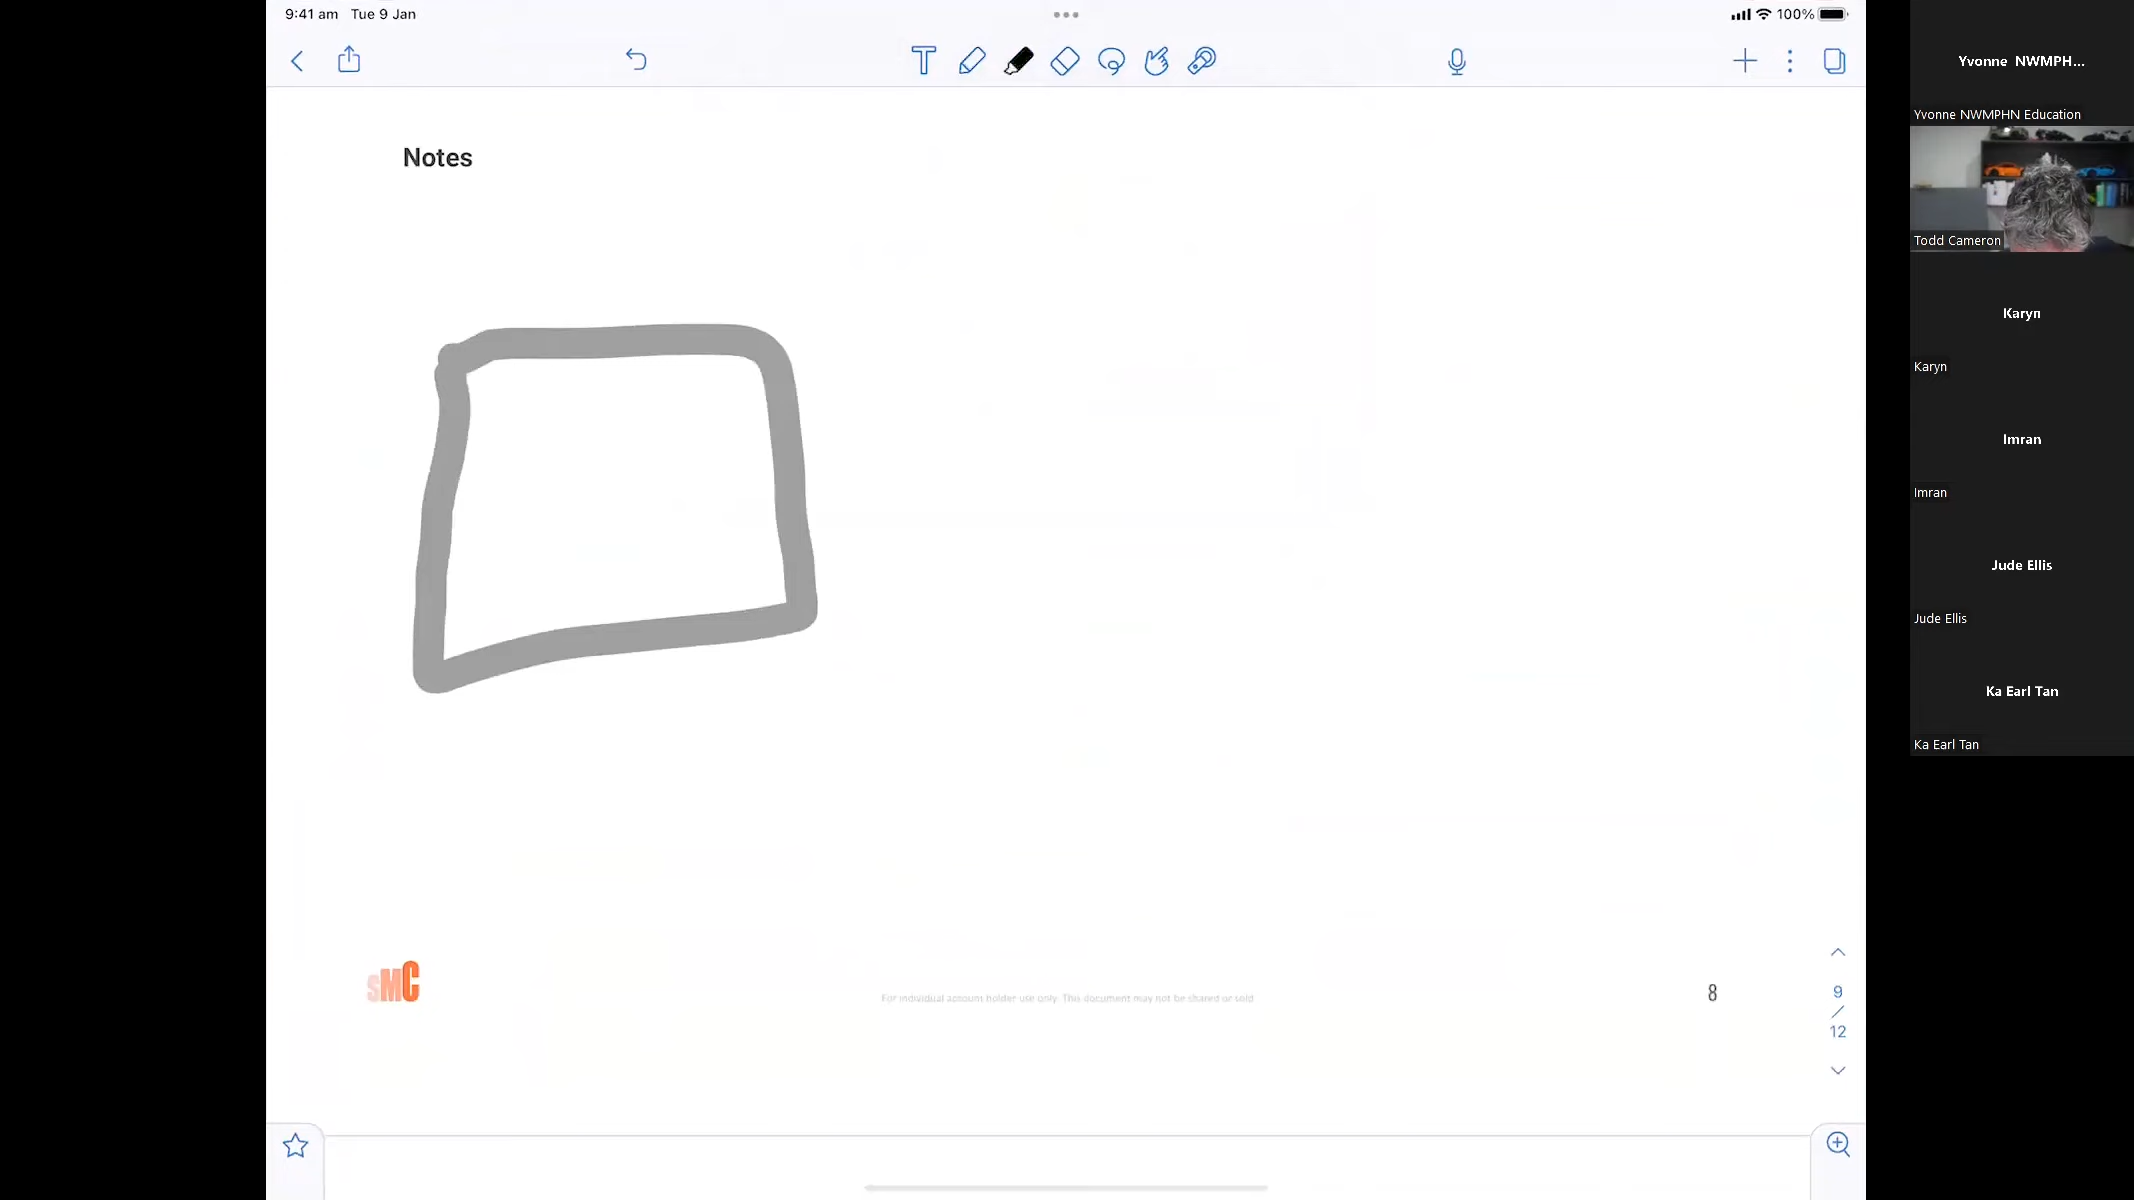 9:41 am Tue 9 Jan
100%
Notes
sMC
For individual account holder use only. This document may not be shared or sold
8
9
/
12
Yvonne NWMPH...
Yvonne NWMPHN Education
Todd Cameron
Karyn
Karyn
Imran
Imran
Jude Ellis
Jude Ellis
Ka Earl Tan
Ka Earl Tan